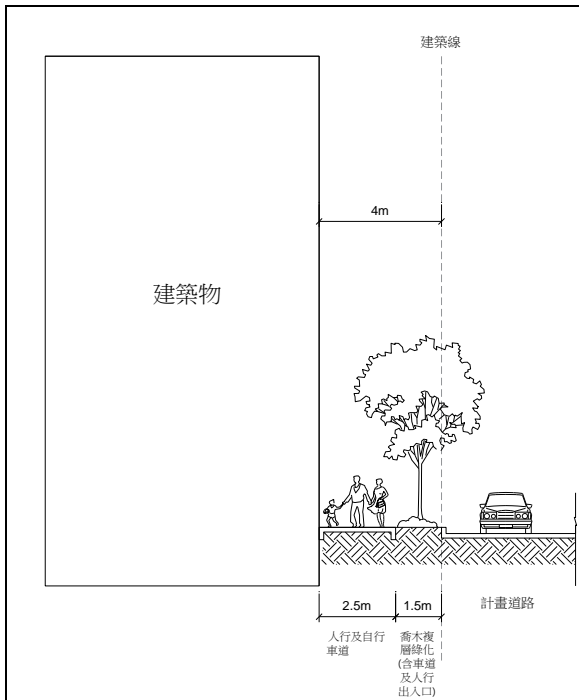 建築線
4m
建築物
2.5m
1.5m
計畫道路
人行及自行
車道
喬木複
層綠化
(含車道
及人行
出入口)